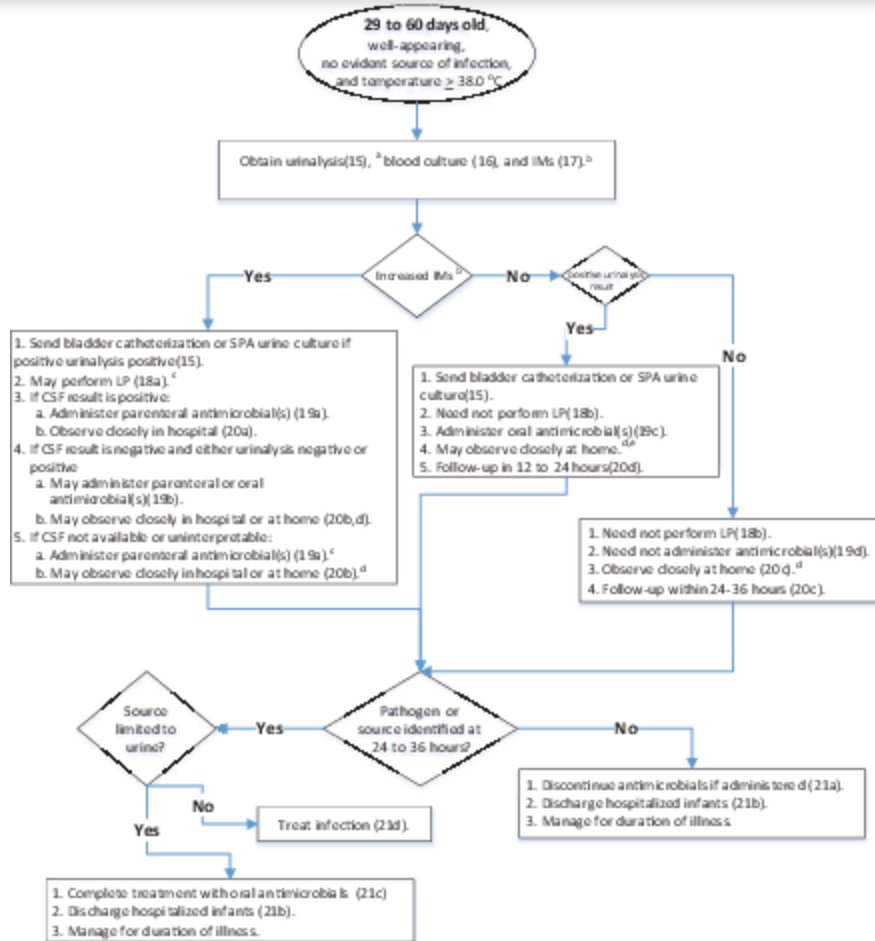 29 to 60 days old,
well-appearing,
no evident source of infection,
and temperature ≥ 38.0 °C
Obtain urinalysis(15), a blood culture (16), and IMs (17).b
Increased IMs b
Yes
No
positive urinalysis
result
Yes
No
1. Send bladder catheterization or SPA urine culture if
positive urinalysis positive(15).
2. May perform LP (18a).c
3. If CSF result is positive:
a. Administer parenteral antimicrobial(s) (19a).
b. Observe closely in hospital (20a).
4. If CSF result is negative and either urinalysis negative or
positive
a. May administer parenteral or oral
antimicrobial(s)(19b).
b. May observe closely in hospital or at home (20b,d).
5. If CSF not available or uninterpretable:
a. Administer parenteral antimicrobial(s) (19a).c
b. May observe closely in hospital or at home (20b).d
1. Send bladder catheterization or SPA urine
culture(15).
2. Need not perform LP(18b).
3. Administer oral antimicrobial(s)(19c).
4. May observe closely at home.d,e
5. Follow-up in 12 to 24 hours(20d).
1. Need not perform LP(18b).
2. Need not administer antimicrobial(s)(19d).
3. Observe closely at home (20c).d
4. Follow-up within 24-36 hours (20c).
Pathogen or
source identified at
24 to 36 hours?
Yes
No
Source
limited to
urine?
No
Yes
Treat infection (21d).
1. Discontinue antimicrobials if administered (21a).
2. Discharge hospitalized infants (21b).
3. Manage for duration of illness.
1. Complete treatment with oral antimicrobials (21c)
2. Discharge hospitalized infants (21b).
3. Manage for duration of illness.